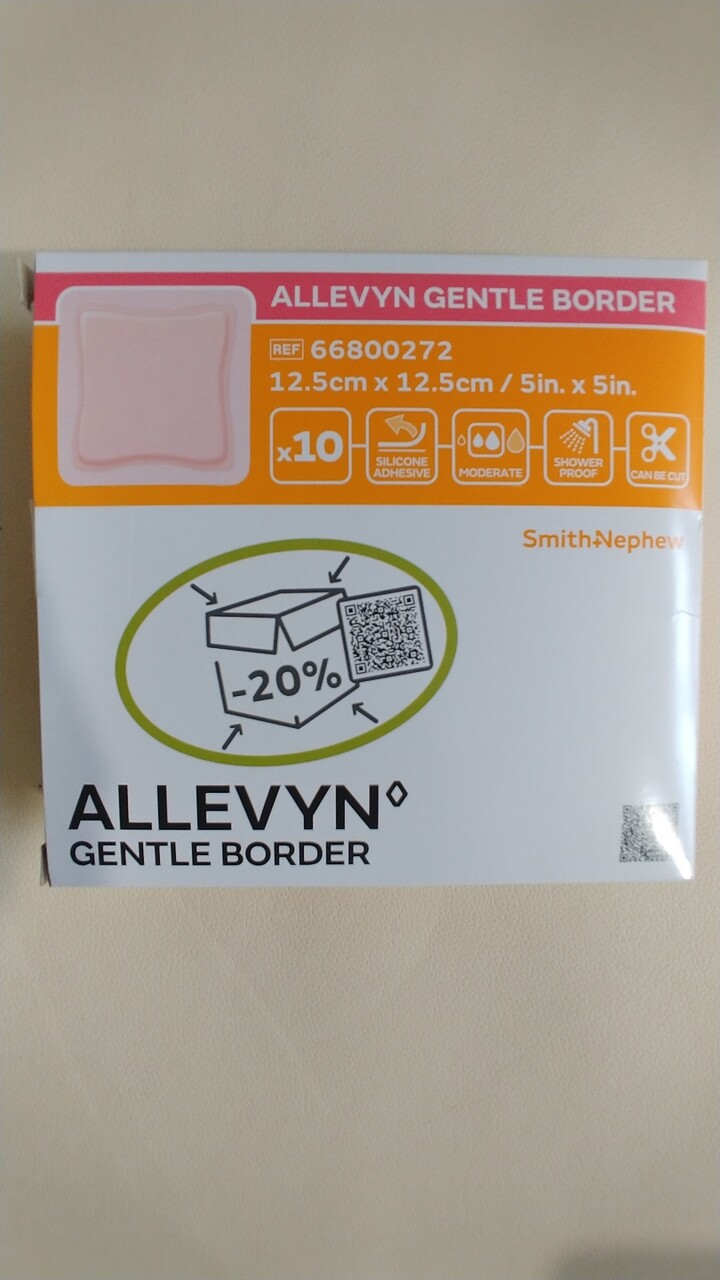 ALLEVYN GENTLE BORDER
REF 66800272
12.5cm x 12.5cm / 5in. x 5in.
x10
SILICONE
ADHESIVE
MODERATE
SHOWER
PROOF
CAN BE CUT
Smith+Nephew
-20%
ALLEVYN◊
GENTLE BORDER